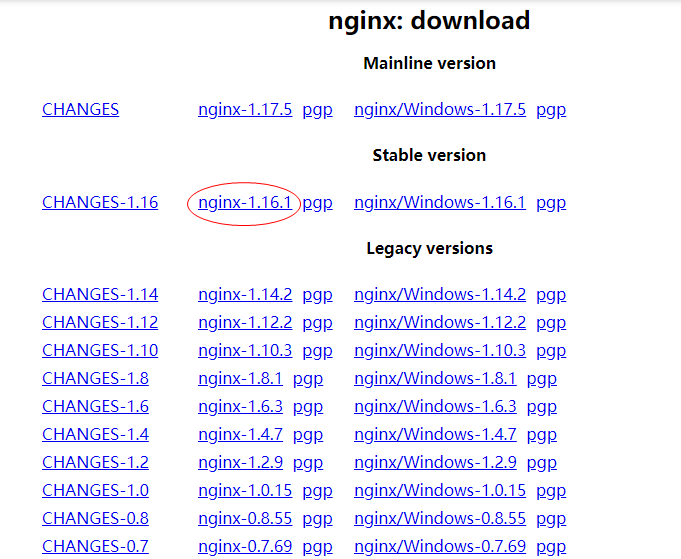 nginx: download
Mainline version
CHANGES nginx-1.17.5 pgp nginx/Windows-1.17.5 pgp
Stable version
CHANGES-1.16 nginx-1.16.1 pgp nginx/Windows-1.16.1 pgp
Legacy versions
CHANGES-1.14 nginx-1.14.2 pgp nginx/Windows-1.14.2 pgp
CHANGES-1.12 nginx-1.12.2 pgp nginx/Windows-1.12.2 pgp
CHANGES-1.10 nginx-1.10.3 pgp nginx/Windows-1.10.3 pgp
CHANGES-1.8 nginx-1.8.1 pgp nginx/Windows-1.8.1 pgp
CHANGES-1.6 nginx-1.6.3 pgp nginx/Windows-1.6.3 pgp
CHANGES-1.4 nginx-1.4.7 pgp nginx/Windows-1.4.7 pgp
CHANGES-1.2 nginx-1.2.9 pgp nginx/Windows-1.2.9 pgp
CHANGES-1.0 nginx-1.0.15 pgp nginx/Windows-1.0.15 pgp
CHANGES-0.8 nginx-0.8.55 pgp nginx/Windows-0.8.55 pgp
CHANGES-0.7 nginx-0.7.69 pgp nginx/Windows-0.7.69 pgp